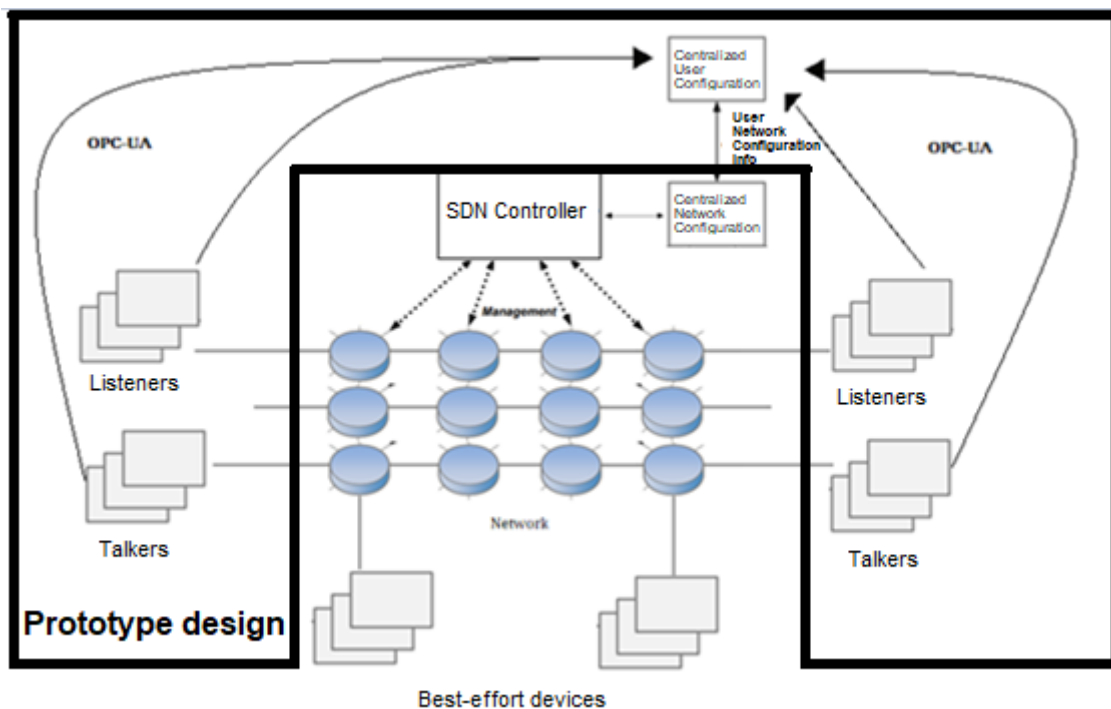 Centralized
User
Configuration
OPC-UA
User
Network
Configuration
Info
OPC-UA
SDN Controller
Centralized
Network
Configuration
Management
Listeners
Listeners
Network
Talkers
Talkers
Prototype design
Best-effort devices